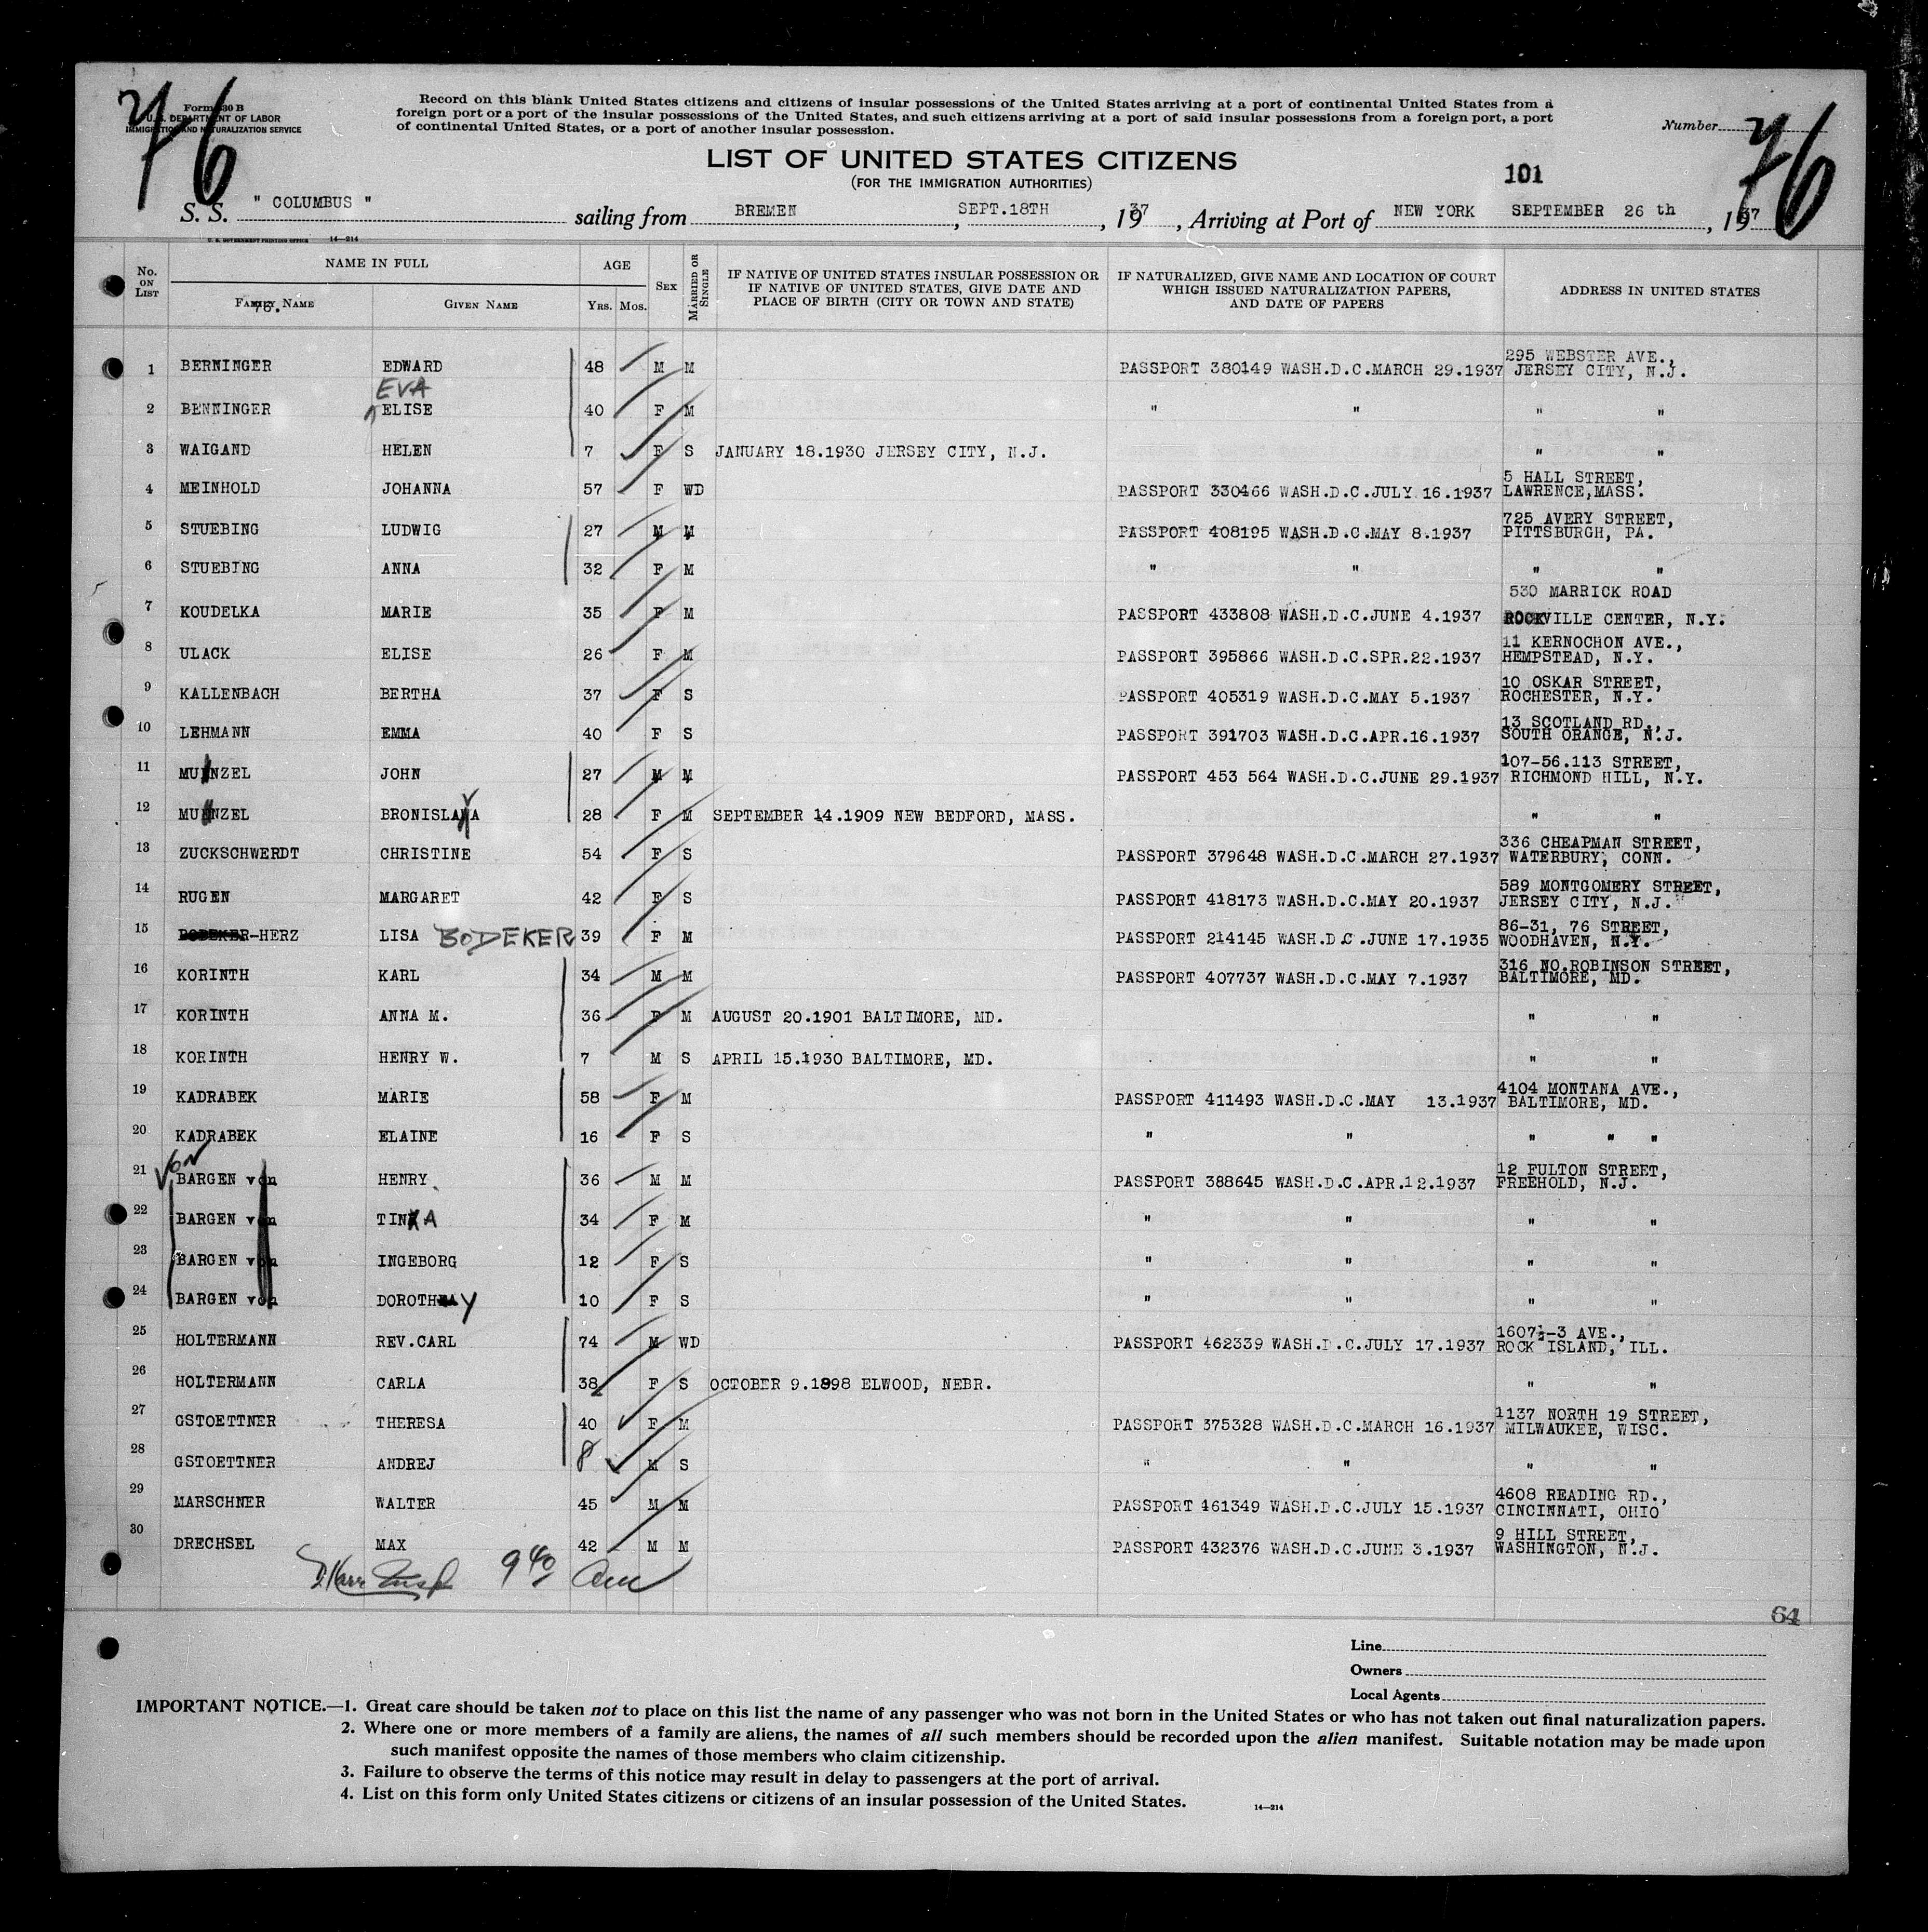 76
76
Form 630 B
U. S. DEPARTMENT OF LABOR
IMMIGRATION AND NATURALIZATION SERVICE
Record on this blank United States citizens and citizens of insular possessions of the United States arriving at a port of continental United States from a
foreign port or a port of the insular possessions of the United States, and such citizens arriving at a port of said insular possessions from a foreign port, a port
of continental United States, or a port of another insular possession.
Number
LIST OF UNITED STATES CITIZENS
(FOR THE IMMIGRATION AUTHORITIES)
101
S. S. " COLUMBUS " sailing from BREMEN, SEPT.18TH, 1937, Arriving at Port of NEW YORK SEPTEMBER 26 th, 1937
U. S. GOVERNMENT PRINTING OFFICE 14—214
No. ON LIST NAME IN FULL AGE SEX MARRIED OR SINGLE IF NATIVE OF UNITED STATES INSULAR POSSESSION OR IF NATIVE OF UNITED STATES, GIVE DATE AND PLACE OF BIRTH (CITY OR TOWN AND STATE) IF NATURALIZED, GIVE NAME AND LOCATION OF COURT WHICH ISSUED NATURALIZATION PAPERS, AND DATE OF PAPERS ADDRESS IN UNITED STATES
FAMILY NAME GIVEN NAME Yrs. Mos.
76.
1 BERNINGER EDWARD 48 M M PASSPORT 380149 WASH.D.C.MARCH 29.1937 295 WEBSTER AVE., JERSEY CITY, N.J.
2 BENNINGER EVA ELISE 40 F M " " " "
3 WAIGAND HELEN 7 F S JANUARY 18.1930 JERSEY CITY, N.J. " "
4 MEINHOLD JOHANNA 57 F WD PASSPORT 330466 WASH.D.C.JULY 16.1937 5 HALL STREET, LAWRENCE,MASS.
5 STUEBING LUDWIG 27 M M PASSPORT 408195 WASH.D.C.MAY 8.1937 725 AVERY STREET, PITTSBURGH, PA.
6 STUEBING ANNA 32 F M " " " "
7 KOUDELKA MARIE 35 F M PASSPORT 433808 WASH.D.C.JUNE 4.1937 530 MARRICK ROAD ROCKVILLE CENTER, N.Y.
8 ULACK ELISE 26 F M PASSPORT 395866 WASH.D.C.SPR.22.1937 11 KERNOCHON AVE., HEMPSTEAD, N.Y.
9 KALLENBACH BERTHA 37 F S PASSPORT 405319 WASH.D.C.MAY 5.1937 10 OSKAR STREET, ROCHESTER, N.Y.
10 LEHMANN EMMA 40 F S PASSPORT 391703 WASH.D.C.APR.16.1937 13 SCOTLAND RD., SOUTH ORANGE, N.J.
11 MUENZEL JOHN 27 M M PASSPORT 453 564 WASH.D.C.JUNE 29.1937 107-56.113 STREET, RICHMOND HILL, N.Y.
12 MUENZEL BRONISLAVA 28 F M SEPTEMBER 14.1909 NEW BEDFORD, MASS. " "
13 ZUCKSCHWERDT CHRISTINE 54 F S PASSPORT 379648 WASH.D.C.MARCH 27.1937 336 CHEAPMAN STREET, WATERBURY, CONN.
14 RUGEN MARGARET 42 F S PASSPORT 418173 WASH.D.C.MAY 20.1937 589 MONTGOMERY STREET, JERSEY CITY, N.J.
15 BODEKER-HERZ LISA BODEKER 39 F M PASSPORT 214145 WASH.D.C.JUNE 17.1935 86-31, 76 STREET, WOODHAVEN, N.Y.
16 KORINTH KARL 34 M M PASSPORT 407737 WASH.D.C.MAY 7.1937 316 NO.ROBINSON STREET, BALTIMORE, MD.
17 KORINTH ANNA M. 36 F M AUGUST 20.1901 BALTIMORE, MD. " "
18 KORINTH HENRY W. 7 M S APRIL 15.1930 BALTIMORE, MD. " "
19 KADRABEK MARIE 58 F M PASSPORT 411493 WASH.D.C.MAY 13.1937 4104 MONTANA AVE., BALTIMORE, MD.
20 KADRABEK ELAINE 16 F S " " " " "
21 VON BARGEN von HENRY 36 M M PASSPORT 388645 WASH.D.C.APR.12.1937 12 FULTON STREET, FREEHOLD, N.J.
22 BARGEN von TINA 34 F M " " " "
23 BARGEN von INGEBORG 12 F S " " " "
24 BARGEN von DOROTHY 10 F S " " " "
25 HOLTERMANN REV.CARL 74 M WD PASSPORT 462339 WASH.D.C.JULY 17.1937 1607½-3 AVE., ROCK ISLAND, ILL.
26 HOLTERMANN CARLA 38 F S OCTOBER 9.1898 ELWOOD, NEBR. " "
27 GSTOETTNER THERESA 40 F M PASSPORT 375328 WASH.D.C.MARCH 16.1937 1137 NORTH 19 STREET, MILWAUKEE, WISC.
28 GSTOETTNER ANDREJ 8 M S " " " "
29 MARSCHNER WALTER 45 M M PASSPORT 461349 WASH.D.C.JULY 15.1937 4608 READING RD., CINCINNATI, OHIO
30 DRECHSEL MAX 42 M M PASSPORT 432376 WASH.D.C.JUNE 3.1937 9 HILL STREET, WASHINGTON, N.J.
9 40 am
64
Line
Owners
Local Agents
IMPORTANT NOTICE.—1. Great care should be taken not to place on this list the name of any passenger who was not born in the United States or who has not taken out final naturalization papers.
2. Where one or more members of a family are aliens, the names of all such members should be recorded upon the alien manifest. Suitable notation may be made upon
such manifest opposite the names of those members who claim citizenship.
3. Failure to observe the terms of this notice may result in delay to passengers at the port of arrival.
4. List on this form only United States citizens or citizens of an insular possession of the United States.
14—214